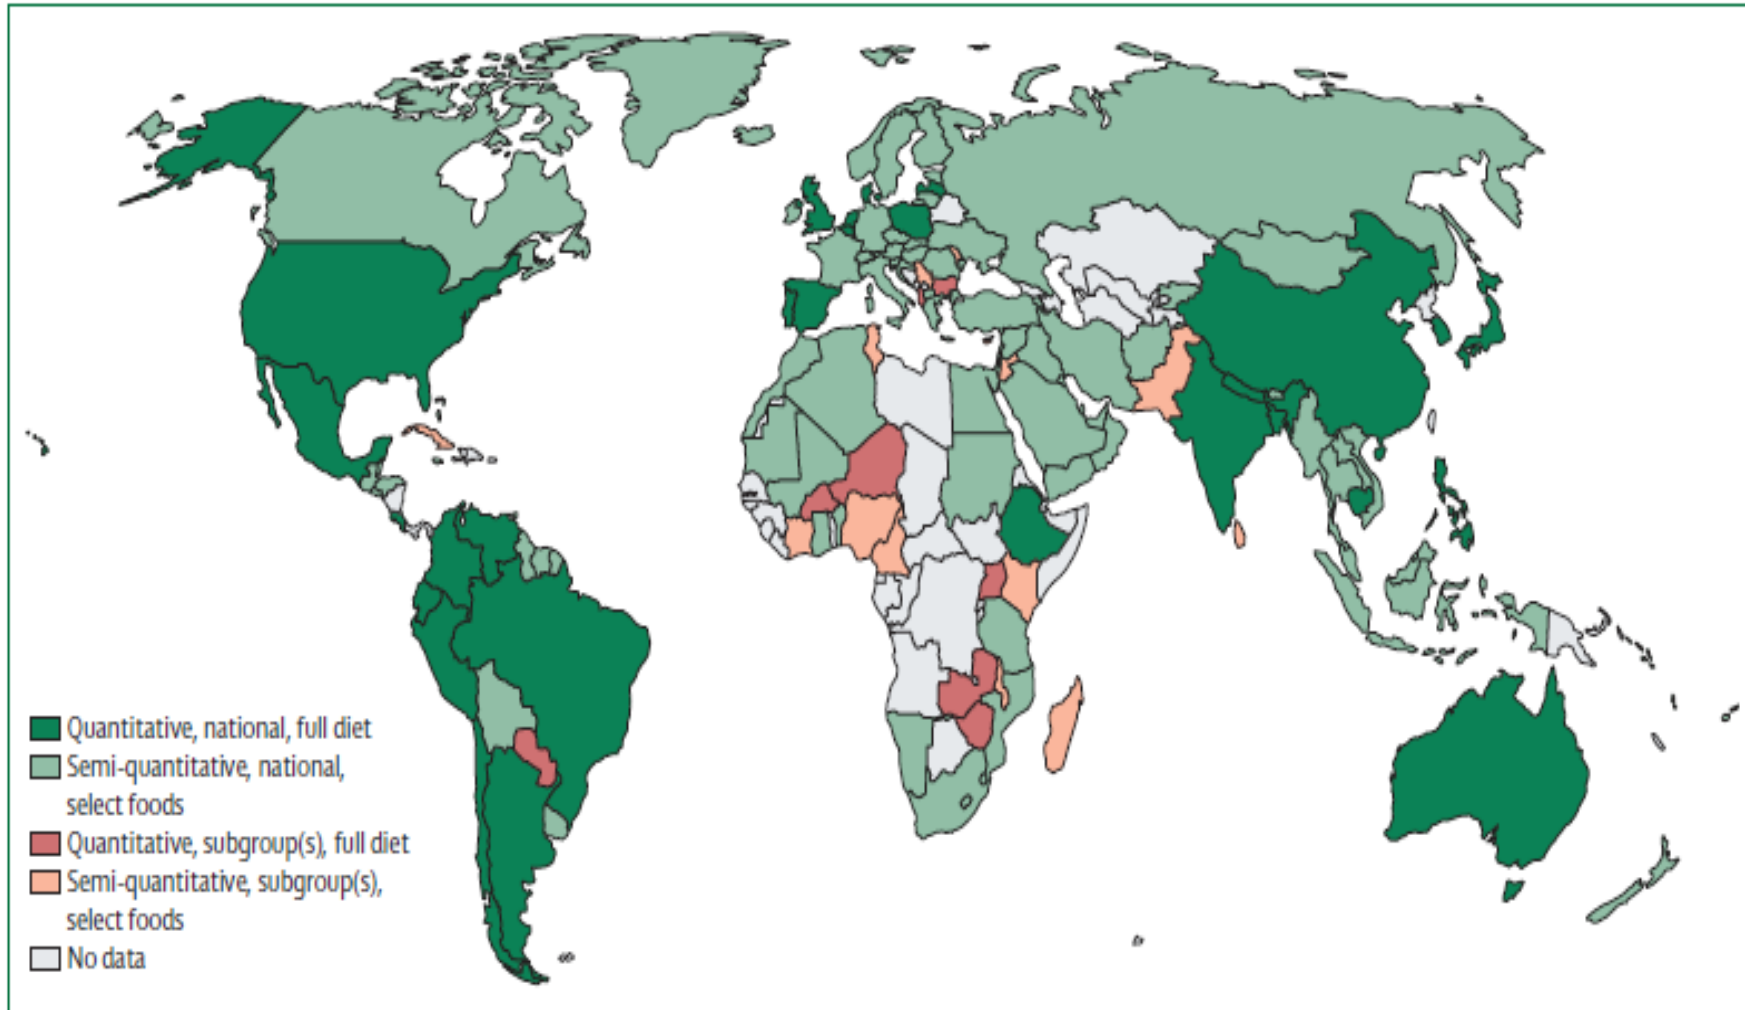 Quantitative, national, full diet
Semi-quantitative, national,
select foods
Quantitative, subgroup(s), full diet
Semi-quantitative, subgroup(s),
select foods
No data